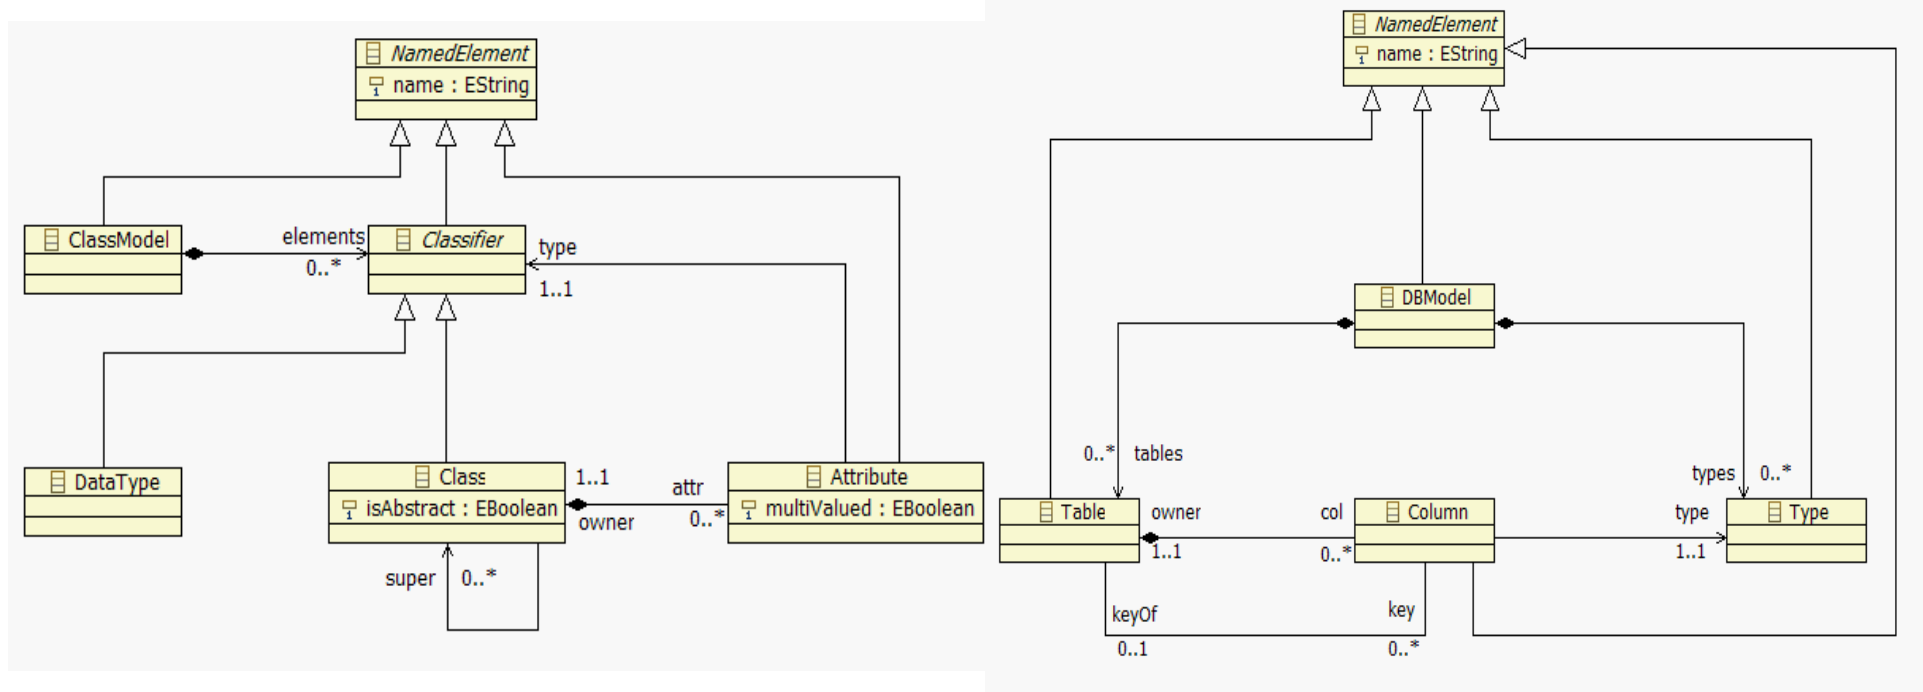 NamedElement
name : EString
ClassModel
elements
0..*
Classifier
type
1..1
DataType
Class
isAbstract : EBoolean
1..1
owner
attr
0..*
Attribute
multiValued : EBoolean
super
0..*
NamedElement
name : EString
DBModel
0..*
tables
types
0..*
Table
owner
1..1
col
0..*
Column
type
1..1
Type
keyOf
0..1
key
0..*